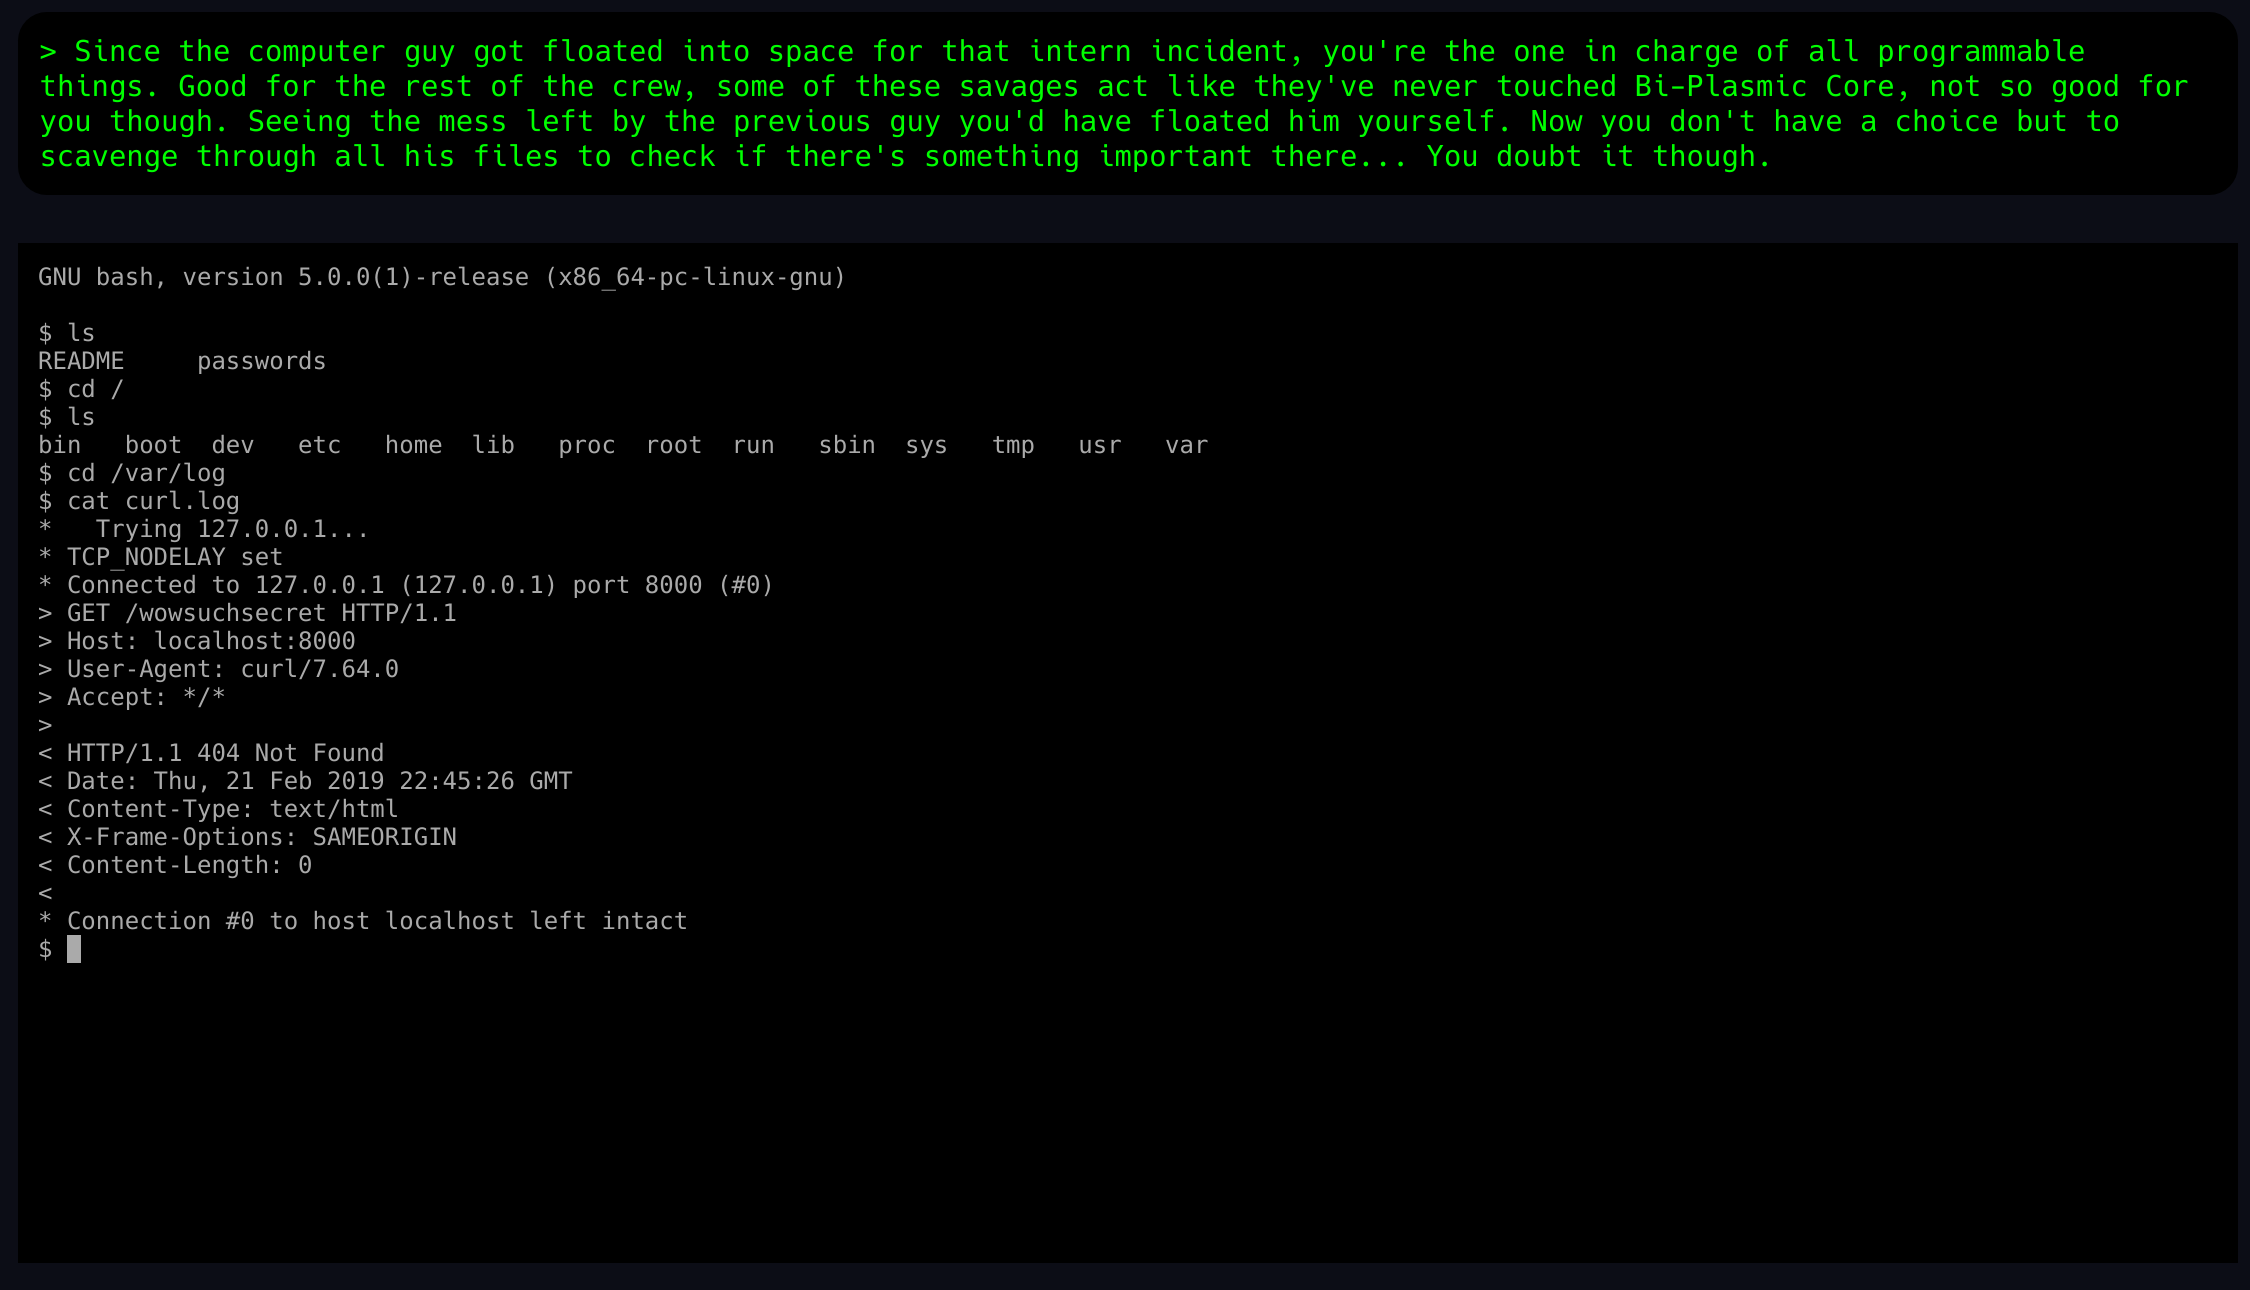 > Since the computer guy got floated into space for that intern incident, you're the one in charge of all programmable
things. Good for the rest of the crew, some of these savages act like they've never touched Bi-Plasmic Core, not so good for
you though. Seeing the mess left by the previous guy you'd have floated him yourself. Now you don't have a choice but to
scavenge through all his files to check if there's something important there... You doubt it though.
GNU bash, version 5.0.0(1)-release (x86_64-pc-linux-gnu)
$ ls
README     passwords
$ cd /
$ ls
bin   boot  dev   etc   home  lib   proc  root  run   sbin  sys   tmp   usr   var
$ cd /var/log
$ cat curl.log
*   Trying 127.0.0.1...
* TCP_NODELAY set
* Connected to 127.0.0.1 (127.0.0.1) port 8000 (#0)
> GET /wowsuchsecret HTTP/1.1
> Host: localhost:8000
> User-Agent: curl/7.64.0
> Accept: */*
>
< HTTP/1.1 404 Not Found
< Date: Thu, 21 Feb 2019 22:45:26 GMT
< Content-Type: text/html
< X-Frame-Options: SAMEORIGIN
< Content-Length: 0
<
* Connection #0 to host localhost left intact
$